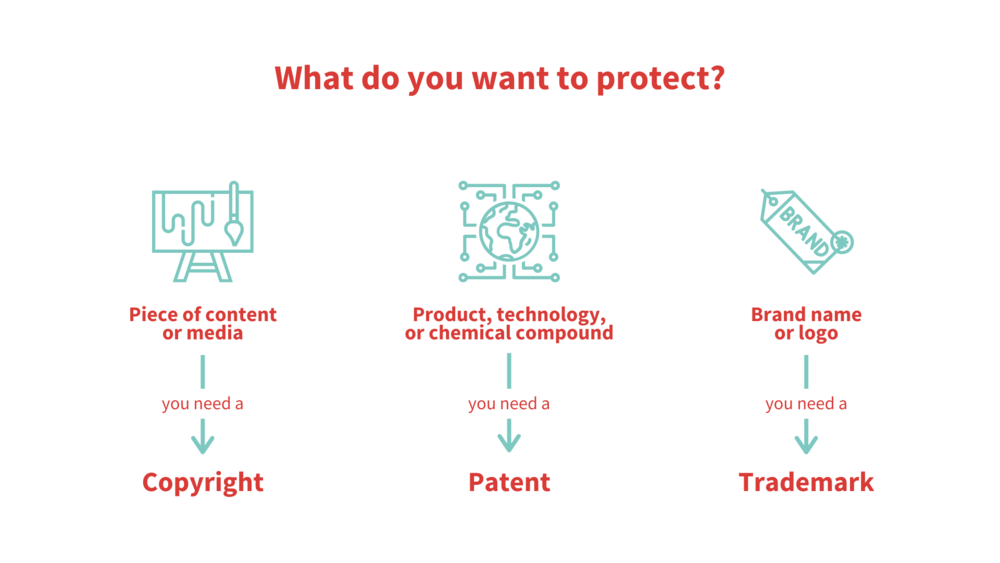 What do you want to protect?
BRAND
Piece of content
or media
Product, technology,
or chemical compound
Brand name
or logo
you need a
you need a
you need a
Copyright
Patent
Trademark